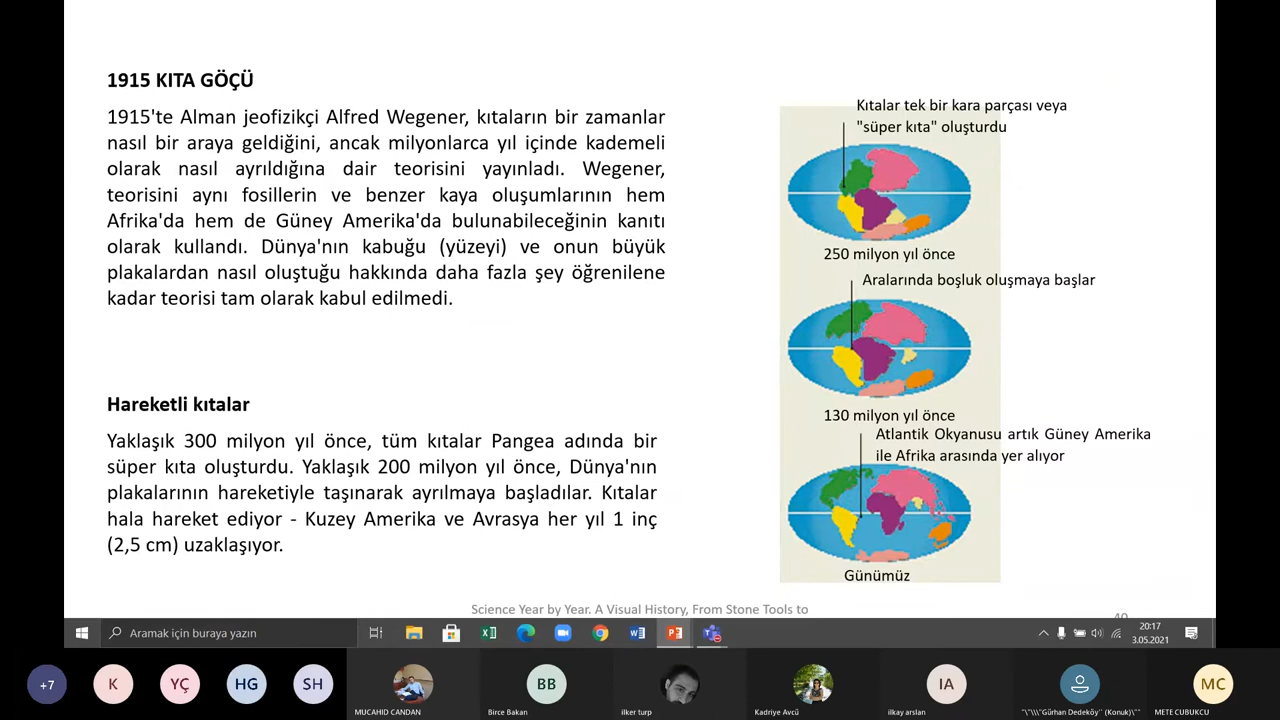 1915 KITA GÖÇÜ
1915'te Alman jeofizikçi Alfred Wegener, kıtaların bir zamanlar
nasıl bir araya geldiğini, ancak milyonlarca yıl içinde kademeli
olarak nasıl ayrıldığına dair teorisini yayınladı. Wegener,
teorisini aynı fosillerin ve benzer kaya oluşumlarının hem
Afrika'da hem de Güney Amerika'da bulunabileceğinin kanıtı
olarak kullandı. Dünya'nın kabuğu (yüzeyi) ve onun büyük
plakalardan nasıl oluştuğu hakkında daha fazla şey öğrenilene
kadar teorisi tam olarak kabul edilmedi.
Hareketli kıtalar
Yaklaşık 300 milyon yıl önce, tüm kıtalar Pangea adında bir
süper kıta oluşturdu. Yaklaşık 200 milyon yıl önce, Dünya'nın
plakalarının hareketiyle taşınarak ayrılmaya başladılar. Kıtalar
hala hareket ediyor - Kuzey Amerika ve Avrasya her yıl 1 inç
(2,5 cm) uzaklaşıyor.
Kıtalar tek bir kara parçası veya
"süper kıta" oluşturdu
250 milyon yıl önce
Aralarında boşluk oluşmaya başlar
130 milyon yıl önce
Atlantik Okyanusu artık Güney Amerika
ile Afrika arasında yer alıyor
Günümüz
Science Year by Year. A Visual History, From Stone Tools to
Aramak için buraya yazın
20:17
3.05.2021
+7
K
YÇ
HG
SH
MUCAHID CANDAN
BB
Birce Bakan
ilker turp
Kadriye Avcü
IA
ilkay arslan
"\"\\\"Gürhan Dedeköy" (Konuk)\""
MC
METE CUBUKCU